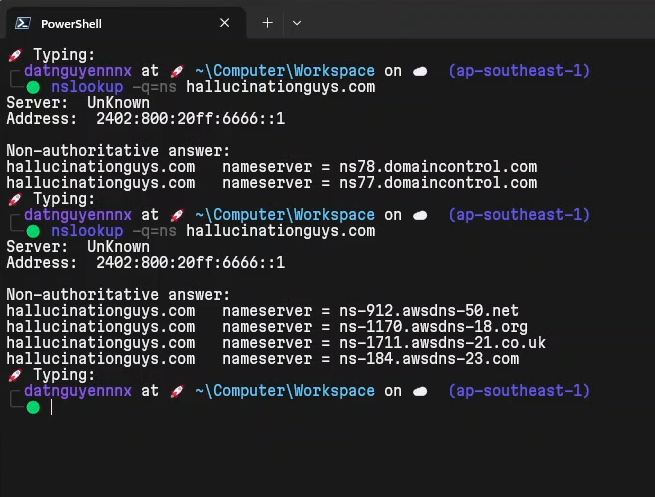 PowerShell
🚀 Typing:
datnguyennnx at 🚀 ~\Computer\Workspace on ☁️ (ap-southeast-1)
nslookup -q=ns hallucinationguys.com
Server:  UnKnown
Address:  2402:800:20ff:6666::1
Non-authoritative answer:
hallucinationguys.com   nameserver = ns78.domaincontrol.com
hallucinationguys.com   nameserver = ns77.domaincontrol.com
🚀 Typing:
datnguyennnx at 🚀 ~\Computer\Workspace on ☁️ (ap-southeast-1)
nslookup -q=ns hallucinationguys.com
Server:  UnKnown
Address:  2402:800:20ff:6666::1
Non-authoritative answer:
hallucinationguys.com   nameserver = ns-912.awsdns-50.net
hallucinationguys.com   nameserver = ns-1170.awsdns-18.org
hallucinationguys.com   nameserver = ns-1711.awsdns-21.co.uk
hallucinationguys.com   nameserver = ns-184.awsdns-23.com
🚀 Typing:
datnguyennnx at 🚀 ~\Computer\Workspace on ☁️ (ap-southeast-1)